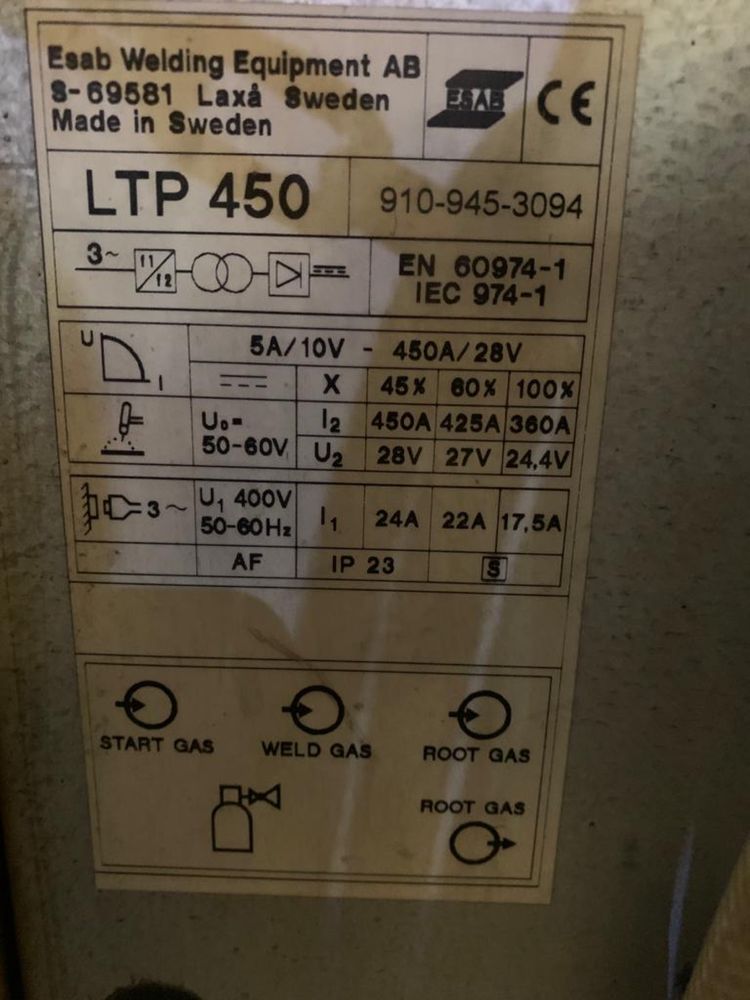 Esab Welding Equipment AB
S-69581 Laxå Sweden
Made in Sweden
ESAB
CE
LTP 450
910-945-3094
3~
f1
f2
EN 60974-1
IEC 974-1
U
I
5A/10V - 450A/28V
X 45% 60% 100%
U₀=
50-60V
I₂ 450A 425A 360A
U₂ 28V 27V 24,4V
3~
U₁ 400V
50-60Hz
I₁ 24A 22A 17,5A
AF IP 23 S
START GAS WELD GAS ROOT GAS
ROOT GAS